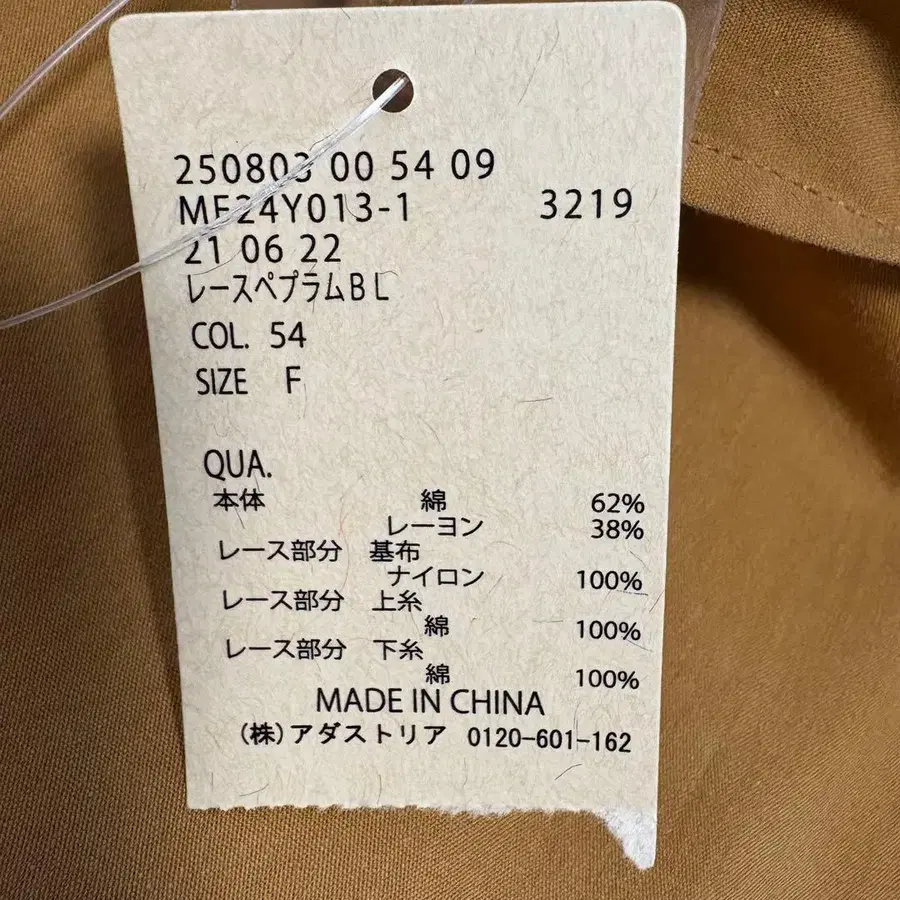 250803 00 54 09
ME24Y013-1 3219
21 06 22
レースペプラムBL
COL. 54
SIZE F
QUA.
本体 綿 62%
レーヨン 38%
レース部分 基布
ナイロン 100%
レース部分 上糸
綿 100%
レース部分 下糸
綿 100%
MADE IN CHINA
(株)アダストリア 0120-601-162